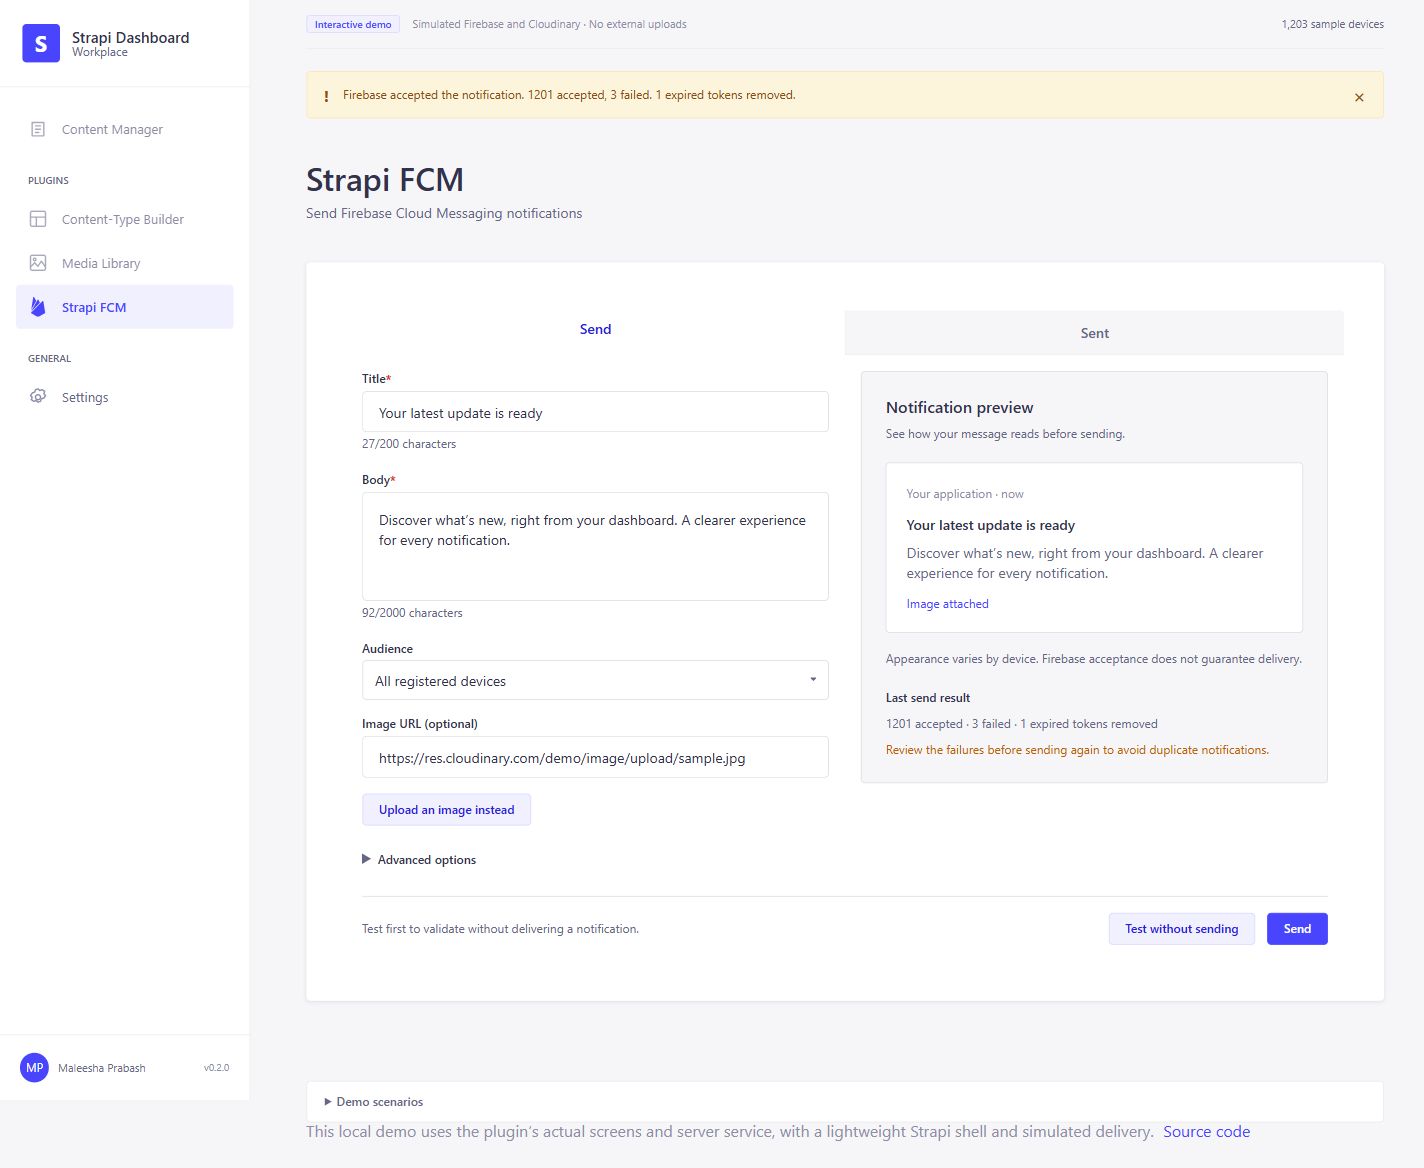 S
Strapi Dashboard
Workplace
Content Manager
PLUGINS
Content-Type Builder
Media Library
Strapi FCM
GENERAL
Settings
MP Maleesha Prabash v0.2.0
Interactive demo Simulated Firebase and Cloudinary · No external uploads 1,203 sample devices
! Firebase accepted the notification. 1201 accepted, 3 failed. 1 expired tokens removed.
Strapi FCM
Send Firebase Cloud Messaging notifications
Send
Sent
Title*
Your latest update is ready
27/200 characters
Body*
Discover what’s new, right from your dashboard. A clearer experience
for every notification.
92/2000 characters
Audience
All registered devices
Image URL (optional)
https://res.cloudinary.com/demo/image/upload/sample.jpg
Upload an image instead
Advanced options
Notification preview
See how your message reads before sending.
Your application · now
Your latest update is ready
Discover what’s new, right from your dashboard. A clearer
experience for every notification.
Image attached
Appearance varies by device. Firebase acceptance does not guarantee delivery.
Last send result
1201 accepted · 3 failed · 1 expired tokens removed
Review the failures before sending again to avoid duplicate notifications.
Test first to validate without delivering a notification.
Test without sending
Send
Demo scenarios
This local demo uses the plugin’s actual screens and server service, with a lightweight Strapi shell and simulated delivery. Source code